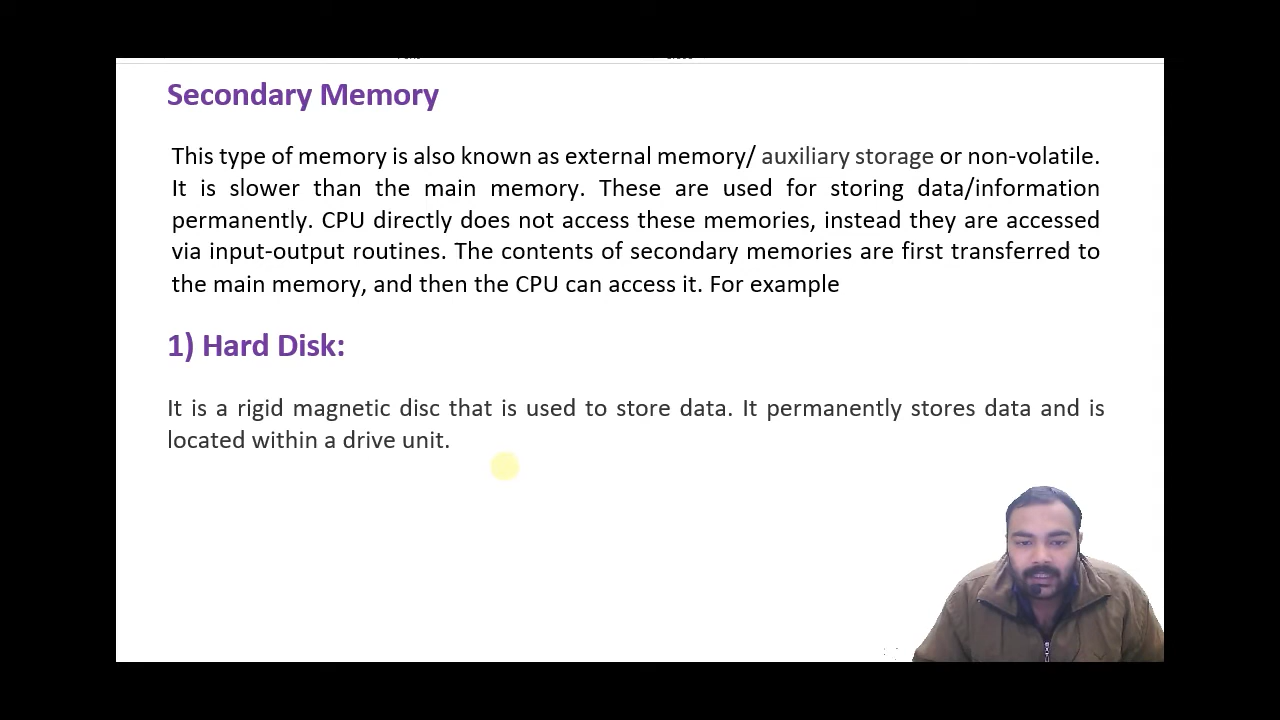 Secondary Memory
This type of memory is also known as external memory/ auxiliary storage or non-volatile.
It is slower than the main memory. These are used for storing data/information
permanently. CPU directly does not access these memories, instead they are accessed
via input-output routines. The contents of secondary memories are first transferred to
the main memory, and then the CPU can access it. For example
1) Hard Disk:
It is a rigid magnetic disc that is used to store data. It permanently stores data and is
located within a drive unit.